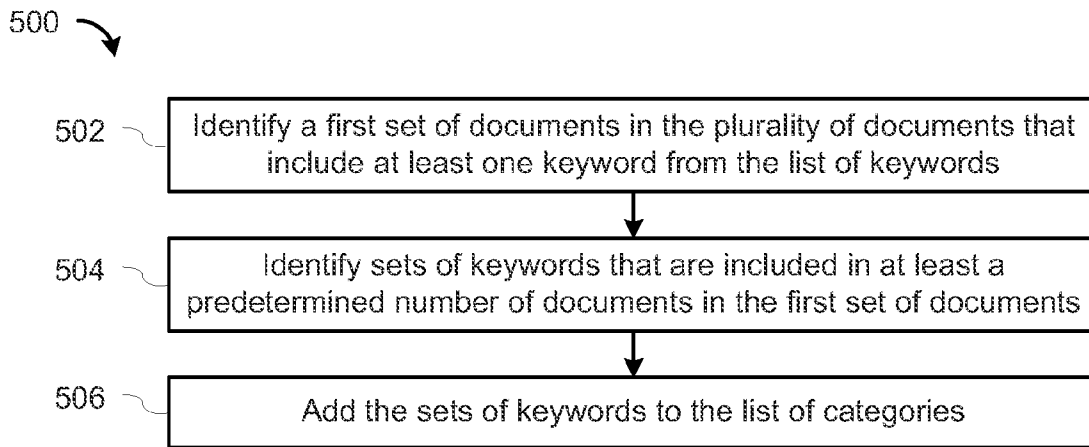 500
502
Identify a first set of documents in the plurality of documents that
include at least one keyword from the list of keywords
504
Identify sets of keywords that are included in at least a
predetermined number of documents in the first set of documents
506
Add the sets of keywords to the list of categories